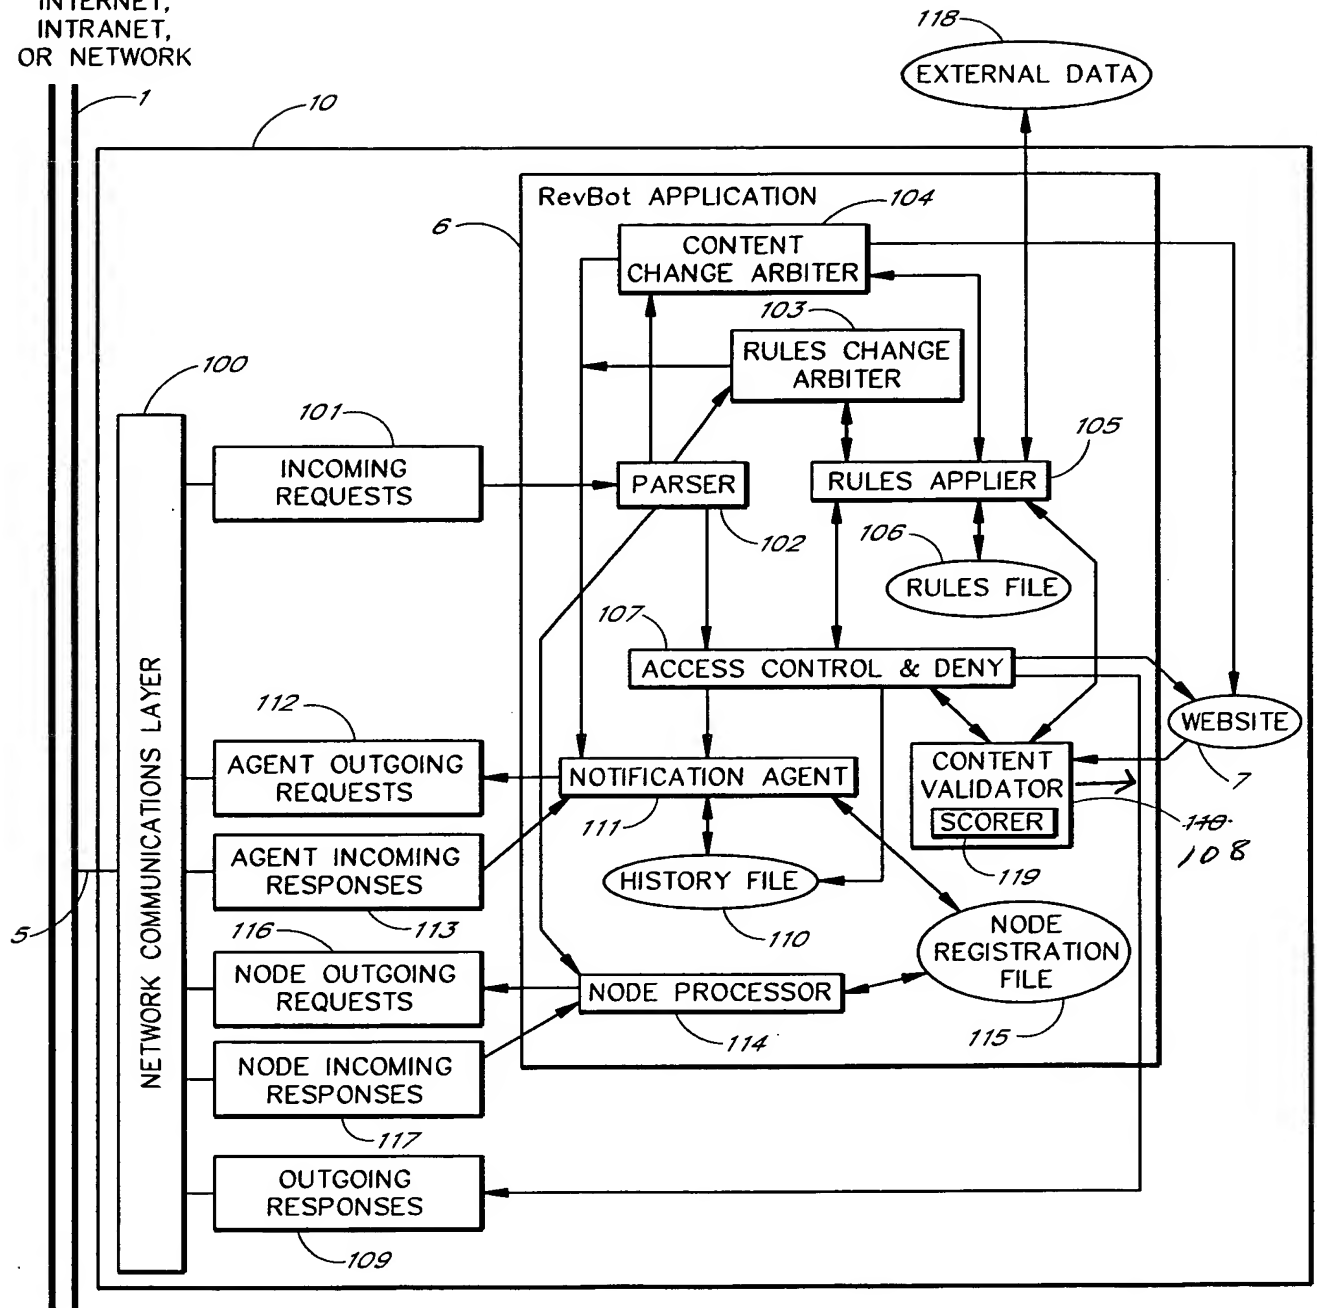 INTERNET,
INTRANET,
OR NETWORK
118
EXTERNAL DATA
1
10
RevBot APPLICATION
104
6
CONTENT
CHANGE ARBITER
103
RULES CHANGE
ARBITER
100
101
INCOMING
REQUESTS
PARSER
102
105
RULES APPLIER
106
RULES FILE
107
ACCESS CONTROL & DENY
WEBSITE
7
NETWORK COMMUNICATIONS LAYER
112
AGENT OUTGOING
REQUESTS
NOTIFICATION AGENT
111
CONTENT
VALIDATOR
SCORER
110
108
119
AGENT INCOMING
RESPONSES
113
HISTORY FILE
110
5
116
NODE OUTGOING
REQUESTS
NODE PROCESSOR
114
NODE
REGISTRATION
FILE
115
NODE INCOMING
RESPONSES
117
OUTGOING
RESPONSES
109